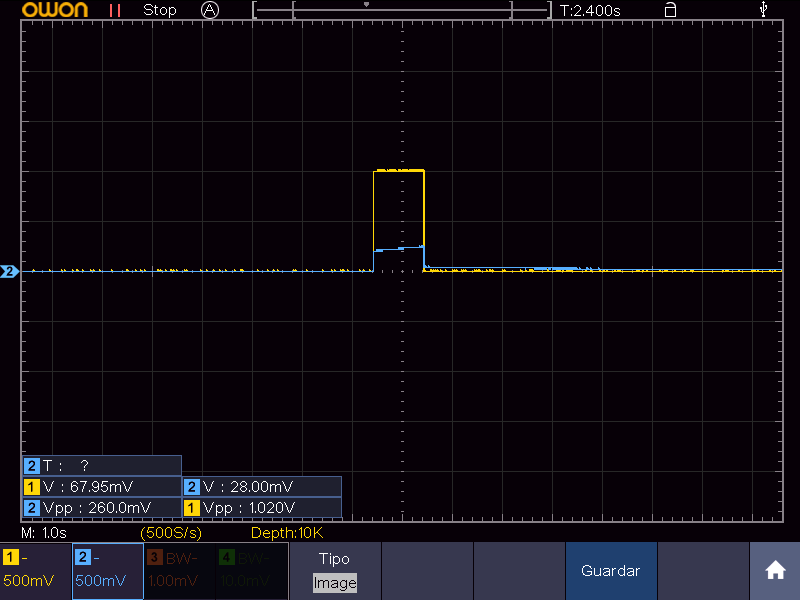 owon Stop A T:2.400s
2
2 T : ?
1 V : 67.95mV 2 V : 28.00mV
2 Vpp : 260.0mV 1 Vpp : 1.020V
M: 1.0s (500S/s) Depth:10K
1 - 2 - 3 BW- 4 BW- Tipo
500mV 500mV 1.00mV 10.0mV Image Guardar